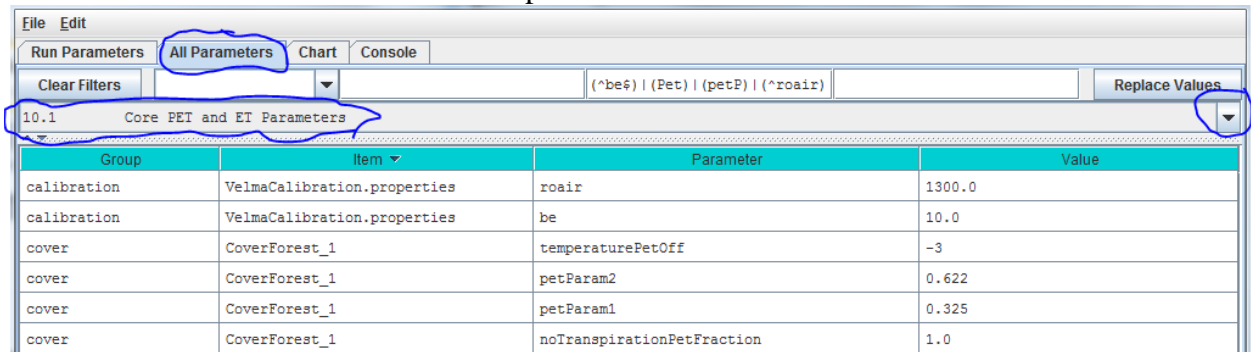 File Edit
Run Parameters All Parameters Chart Console
Clear Filters (^be$)|(Pet)|(petP)|(^roair) Replace Values
10.1 Core PET and ET Parameters
Group Item Parameter Value
calibration VelmaCalibration.properties roair 1300.0
calibration VelmaCalibration.properties be 10.0
cover CoverForest_1 temperaturePetOff -3
cover CoverForest_1 petParam2 0.622
cover CoverForest_1 petParam1 0.325
cover CoverForest_1 noTranspirationPetFraction 1.0